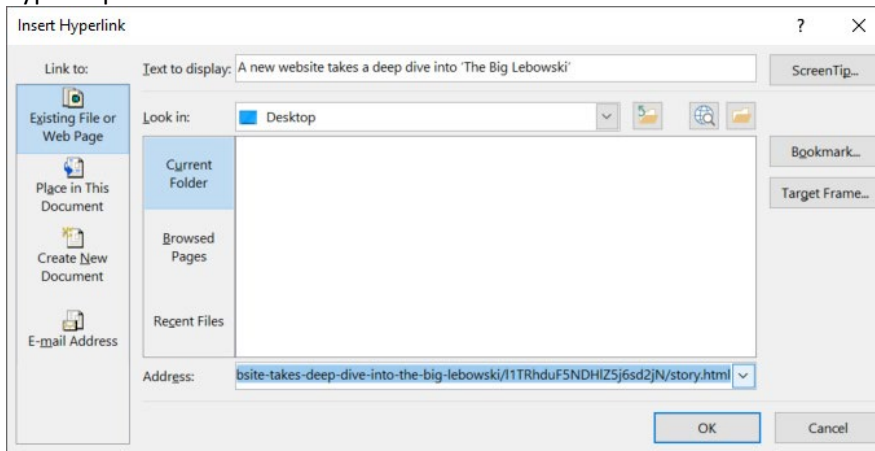 Insert Hyperlink
?
Link to:
Text to display:
A new website takes a deep dive into 'The Big Lebowski'
ScreenTip...
Existing File or
Web Page
Look in:
Desktop
Current
Folder
Bookmark...
Place in This
Document
Target Frame...
Browsed
Pages
Create New
Document
Recent Files
E-mail Address
Address:
bsite-takes-deep-dive-into-the-big-lebowski/l1TRhduF5NDHlZ5j6sd2jN/story.html
OK
Cancel